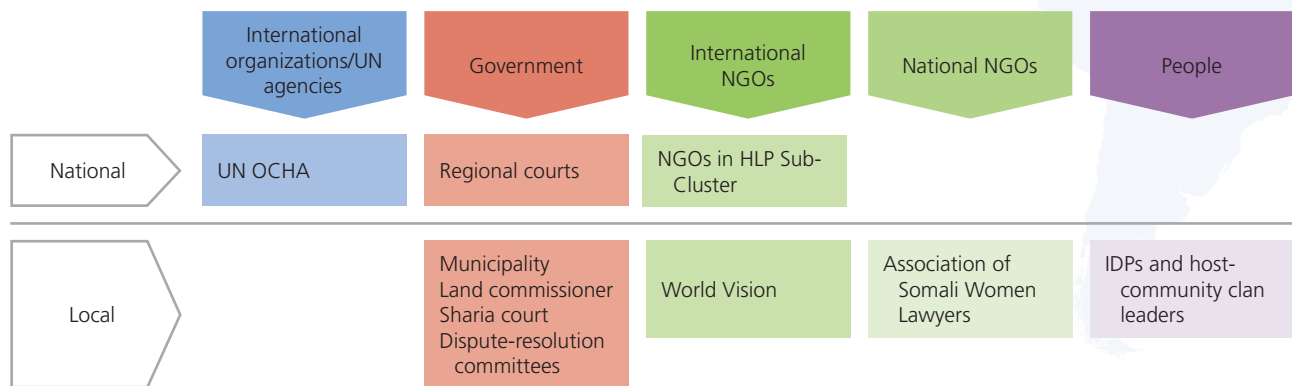 International
organizations/UN
agencies
Government
International
NGOs
National NGOs
People
National
UN OCHA
Regional courts
NGOs in HLP Sub-
Cluster
Local
Municipality
Land commissioner
Sharia court
Dispute-resolution
committees
World Vision
Association of
Somali Women
Lawyers
IDPs and host-
community clan
leaders